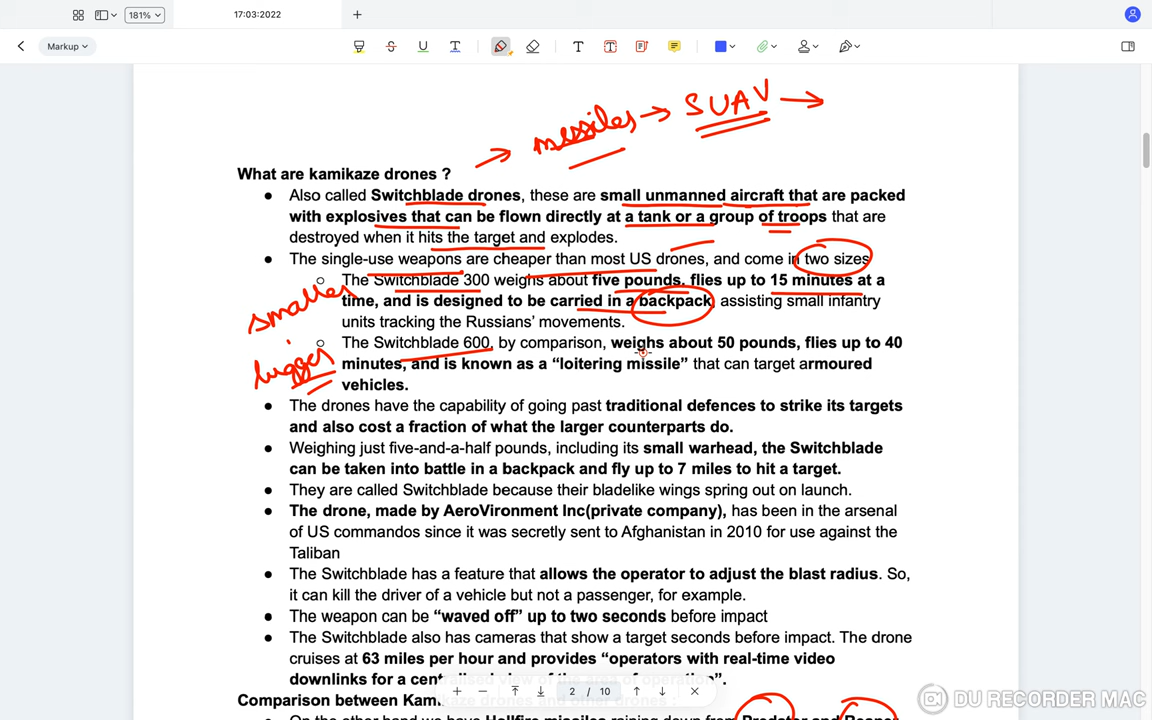 181%
17:03:2022
Markup
missiles → SUAV →
What are kamikaze drones ?
Also called Switchblade drones, these are small unmanned aircraft that are packed
with explosives that can be flown directly at a tank or a group of troops that are
destroyed when it hits the target and explodes.
The single-use weapons are cheaper than most US drones, and come in two sizes
The Switchblade 300 weighs about five pounds, flies up to 15 minutes at a
time, and is designed to be carried in a backpack, assisting small infantry
units tracking the Russians' movements.
smaller
The Switchblade 600, by comparison, weighs about 50 pounds, flies up to 40
minutes, and is known as a “loitering missile” that can target armoured
vehicles.
bigger
The drones have the capability of going past traditional defences to strike its targets
and also cost a fraction of what the larger counterparts do.
Weighing just five-and-a-half pounds, including its small warhead, the Switchblade
can be taken into battle in a backpack and fly up to 7 miles to hit a target.
They are called Switchblade because their bladelike wings spring out on launch.
The drone, made by AeroVironment Inc(private company), has been in the arsenal
of US commandos since it was secretly sent to Afghanistan in 2010 for use against the
Taliban
The Switchblade has a feature that allows the operator to adjust the blast radius. So,
it can kill the driver of a vehicle but not a passenger, for example.
The weapon can be “waved off” up to two seconds before impact
The Switchblade also has cameras that show a target seconds before impact. The drone
cruises at 63 miles per hour and provides “operators with real-time video
downlinks for a cent
2 / 10
Comparison between Kam
On the other hand we have Hellfire missiles raining down from Predator and Reaper
DU RECORDER MAC